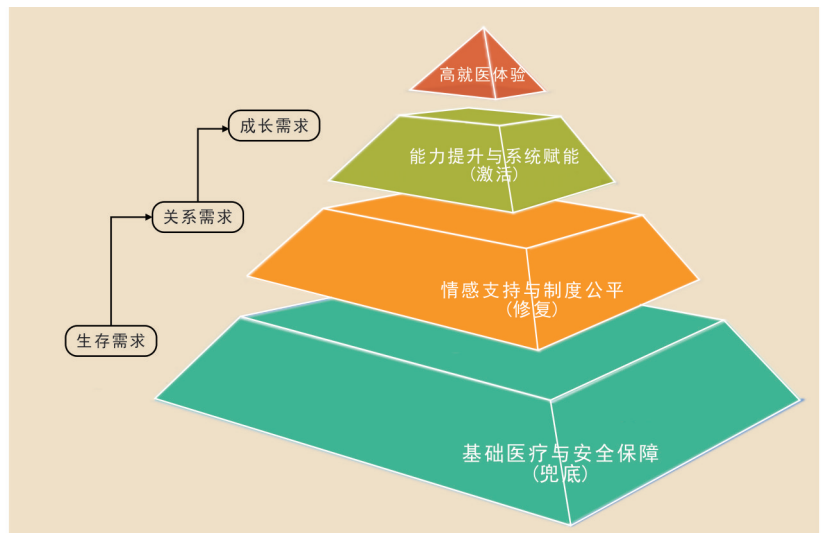 高就医体验
成长需求
能力提升与系统赋能
(激活)
关系需求
情感支持与制度公平
(修复)
生存需求
基础医疗与安全保障
(兜底)